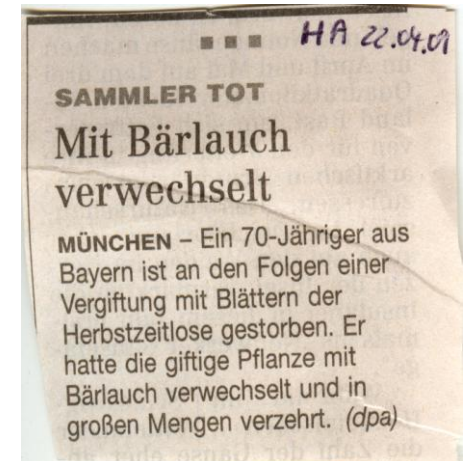 HA 22.04.09
SAMMLER TOT
Mit Bärlauch
verwechselt
MÜNCHEN – Ein 70-Jähriger aus
Bayern ist an den Folgen einer
Vergiftung mit Blättern der
Herbstzeitlose gestorben. Er
hatte die giftige Pflanze mit
Bärlauch verwechselt und in
großen Mengen verzehrt. (dpa)